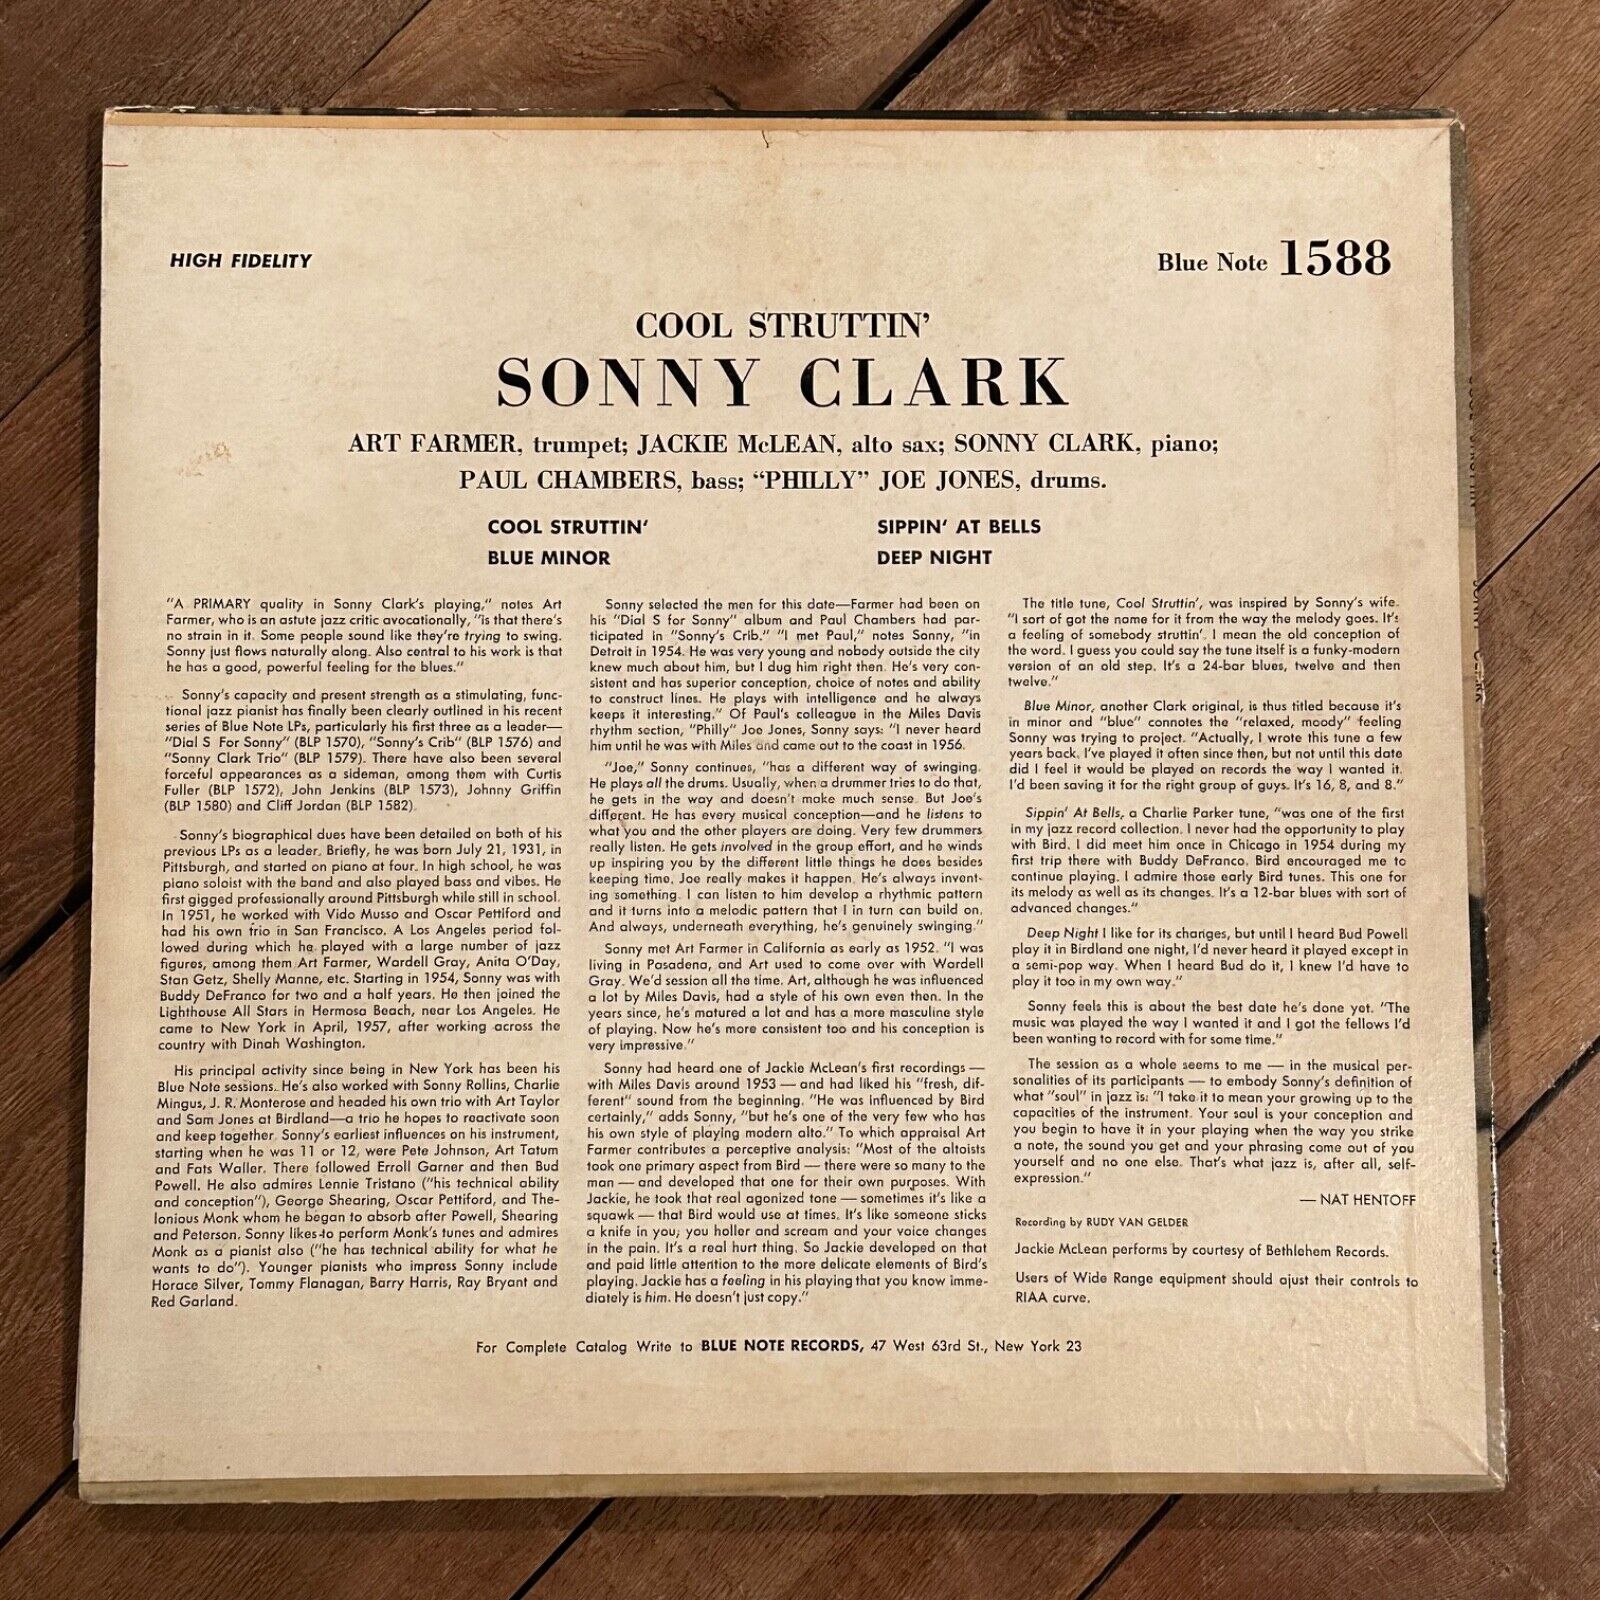 HIGH FIDELITY
Blue Note 1588
COOL STRUTTIN'
SONNY CLARK
ART FARMER, trumpet; JACKIE McLEAN, alto sax; SONNY CLARK, piano;
PAUL CHAMBERS, bass; "PHILLY" JOE JONES, drums.
COOL STRUTTIN'
BLUE MINOR
SIPPIN' AT BELLS
DEEP NIGHT
"A PRIMARY quality in Sonny Clark's playing," notes Art
Farmer, who is an astute jazz critic avocationally, "is that there's
no strain in it. Some people sound like they're trying to swing.
Sonny just flows naturally along. Also central to his work is that
he has a good, powerful feeling for the blues."
Sonny's capacity and present strength as a stimulating, func-
tional jazz pianist has finally been clearly outlined in his recent
series of Blue Note LPs, particularly his first three as a leader—
"Dial S For Sonny" (BLP 1570), "Sonny's Crib" (BLP 1576) and
"Sonny Clark Trio" (BLP 1579). There have also been several
forceful appearances as a sideman, among them with Curtis
Fuller (BLP 1572), John Jenkins (BLP 1573), Johnny Griffin
(BLP 1580) and Cliff Jordan (BLP 1582).
Sonny's biographical dues have been detailed on both of his
previous LPs as a leader. Briefly, he was born July 21, 1931, in
Pittsburgh, and started on piano at four. In high school, he was
piano soloist with the band and also played bass and vibes. He
first gigged professionally around Pittsburgh while still in school.
In 1951, he worked with Vido Musso and Oscar Pettiford and
had his own trio in San Francisco. A Los Angeles period fol-
lowed during which he played with a large number of jazz
figures, among them Art Farmer, Wardell Gray, Anita O'Day,
Stan Getz, Shelly Manne, etc. Starting in 1954, Sonny was with
Buddy DeFranco for two and a half years. He then joined the
Lighthouse All Stars in Hermosa Beach, near Los Angeles. He
came to New York in April, 1957, after working across the
country with Dinah Washington.
His principal activity since being in New York has been his
Blue Note sessions. He's also worked with Sonny Rollins, Charlie
Mingus, J. R. Monterose and headed his own trio with Art Taylor
and Sam Jones at Birdland—a trio he hopes to reactivate soon
and keep together. Sonny's earliest influences on his instrument,
starting when he was 11 or 12, were Pete Johnson, Art Tatum
and Fats Waller. There followed Erroll Garner and then Bud
Powell. He also admires Lennie Tristano ("his technical ability
and conception"), George Shearing, Oscar Pettiford, and The-
lonious Monk whom he began to absorb after Powell, Shearing
and Peterson. Sonny likes to perform Monk's tunes and admires
Monk as a pianist also ("he has technical ability for what he
wants to do"). Younger pianists who impress Sonny include
Horace Silver, Tommy Flanagan, Barry Harris, Ray Bryant and
Red Garland.
Sonny selected the men for this date—Farmer had been on
his "Dial S for Sonny" album and Paul Chambers had par-
ticipated in "Sonny's Crib." "I met Paul," notes Sonny, "in
Detroit in 1954. He was very young and nobody outside the city
knew much about him, but I dug him right then. He's very con-
sistent and has superior conception, choice of notes and ability
to construct lines. He plays with intelligence and he always
keeps it interesting." Of Paul's colleague in the Miles Davis
rhythm section, "Philly" Joe Jones, Sonny says: "I never heard
him until he was with Miles and came out to the coast in 1956.
"Joe," Sonny continues, "has a different way of swinging.
He plays all the drums. Usually, when a drummer tries to do that,
he gets in the way and doesn't make much sense. But Joe's
different. He has every musical conception—and he listens to
what you and the other players are doing. Very few drummers
really listen. He gets involved in the group effort, and he winds
up inspiring you by the different little things he does besides
keeping time. Joe really makes it happen. He's always invent-
ing something. I can listen to him develop a rhythmic pattern
and it turns into a melodic pattern that I in turn can build on.
And always, underneath everything, he's genuinely swinging."
Sonny met Art Farmer in California as early as 1952. "I was
living in Pasadena, and Art used to come over with Wardell
Gray. We'd session all the time. Art, although he was influenced
a lot by Miles Davis, had a style of his own even then. In the
years since, he's matured a lot and has a more masculine style
of playing. Now he's more consistent too and his conception is
very impressive."
Sonny had heard one of Jackie McLean's first recordings —
with Miles Davis around 1953 — and had liked his "fresh, dif-
ferent" sound from the beginning. "He was influenced by Bird
certainly," adds Sonny, "but he's one of the very few who has
his own style of playing modern alto." To which appraisal Art
Farmer contributes a perceptive analysis: "Most of the altoists
took one primary aspect from Bird — there were so many to the
man — and developed that one for their own purposes. With
Jackie, he took that real agonized tone — sometimes it's like a
squawk — that Bird would use at times. It's like someone sticks
a knife in you; you holler and scream and your voice changes
in the pain. It's a real hurt thing. So Jackie developed on that
and paid little attention to the more delicate elements of Bird's
playing. Jackie has a feeling in his playing that you know imme-
diately is him. He doesn't just copy."
The title tune, Cool Struttin', was inspired by Sonny's wife.
"I sort of got the name for it from the way the melody goes. It's
a feeling of somebody struttin'. I mean the old conception of
the word. I guess you could say the tune itself is a funky-modern
version of an old step. It's a 24-bar blues, twelve and then
twelve."
Blue Minor, another Clark original, is thus titled because it's
in minor and "blue" connotes the "relaxed, moody" feeling
Sonny was trying to project. "Actually, I wrote this tune a few
years back. I've played it often since then, but not until this date
did I feel it would be played on records the way I wanted it.
I'd been saving it for the right group of guys. It's 16, 8, and 8."
Sippin' At Bells, a Charlie Parker tune, "was one of the first
in my jazz record collection. I never had the opportunity to play
with Bird. I did meet him once in Chicago in 1954 during my
first trip there with Buddy DeFranco. Bird encouraged me to
continue playing. I admire those early Bird tunes. This one for
its melody as well as its changes. It's a 12-bar blues with sort of
advanced changes."
Deep Night I like for its changes, but until I heard Bud Powell
play it in Birdland one night, I'd never heard it played except in
a semi-pop way. When I heard Bud do it, I knew I'd have to
play it too in my own way."
Sonny feels this is about the best date he's done yet. "The
music was played the way I wanted it and I got the fellows I'd
been wanting to record with for some time."
The session as a whole seems to me — in the musical per-
sonalities of its participants — to embody Sonny's definition of
what "soul" in jazz is: "I take it to mean your growing up to the
capacities of the instrument. Your soul is your conception and
you begin to have it in your playing when the way you strike
a note, the sound you get and your phrasing come out of you
yourself and no one else. That's what jazz is, after all, self-
expression."
— NAT HENTOFF
Recording by RUDY VAN GELDER
Jackie McLean performs by courtesy of Bethlehem Records.
Users of Wide Range equipment should ajust their controls to
RIAA curve.
For Complete Catalog Write to BLUE NOTE RECORDS, 47 West 63rd St., New York 23